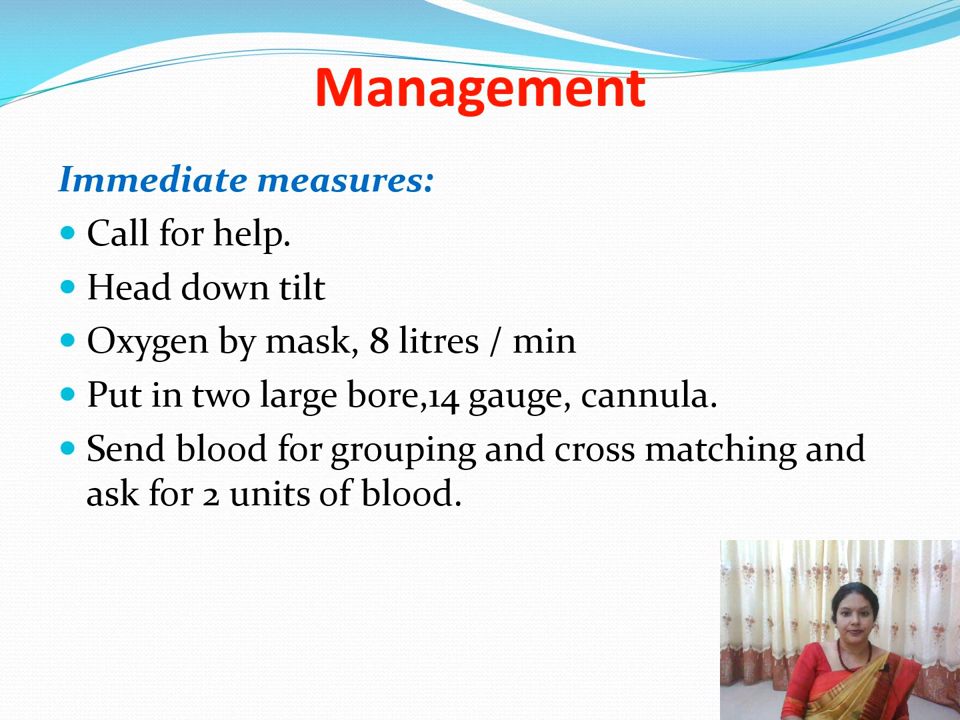 Management
Immediate measures:
Call for help.
Head down tilt
Oxygen by mask, 8 litres / min
Put in two large bore,14 gauge, cannula.
Send blood for grouping and cross matching and
ask for 2 units of blood.